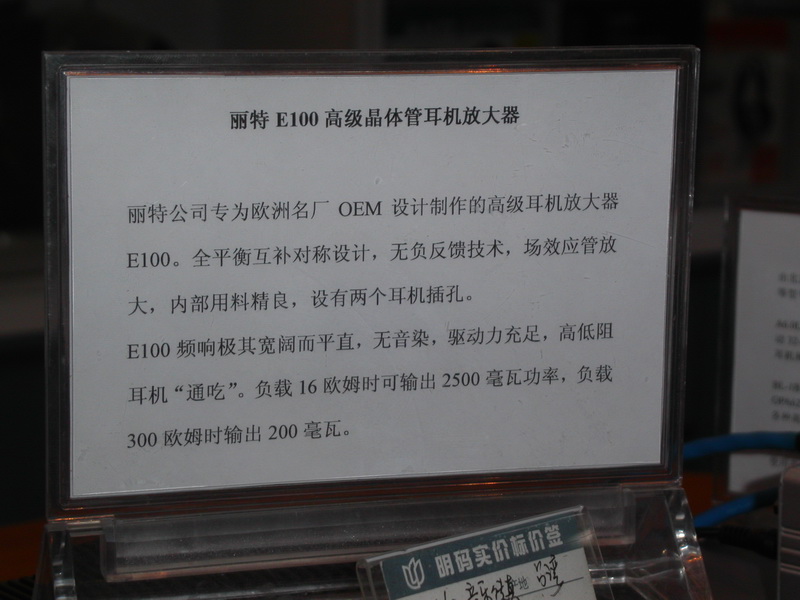 丽特 E100 高级晶体管耳机放大器
丽特公司专为欧洲名厂 OEM 设计制作的高级耳机放大器
E100。全平衡互补对称设计，无负反馈技术，场效应管放
大，内部用料精良，设有两个耳机插孔。
E100 频响极其宽阔而平直，无音染，驱动力充足，高低阻
耳机“通吃”。负载 16 欧姆时可输出 2500 毫瓦功率，负载
300 欧姆时输出 200 毫瓦。
明码实价标价签
产地